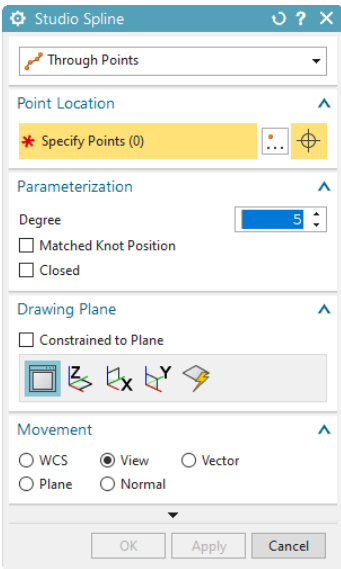 Studio Spline
Through Points
Point Location
* Specify Points (0)
Parameterization
Degree 5
Matched Knot Position
Closed
Drawing Plane
Constrained to Plane
Z X Y
Movement
WCS View Vector
Plane Normal
OK Apply Cancel